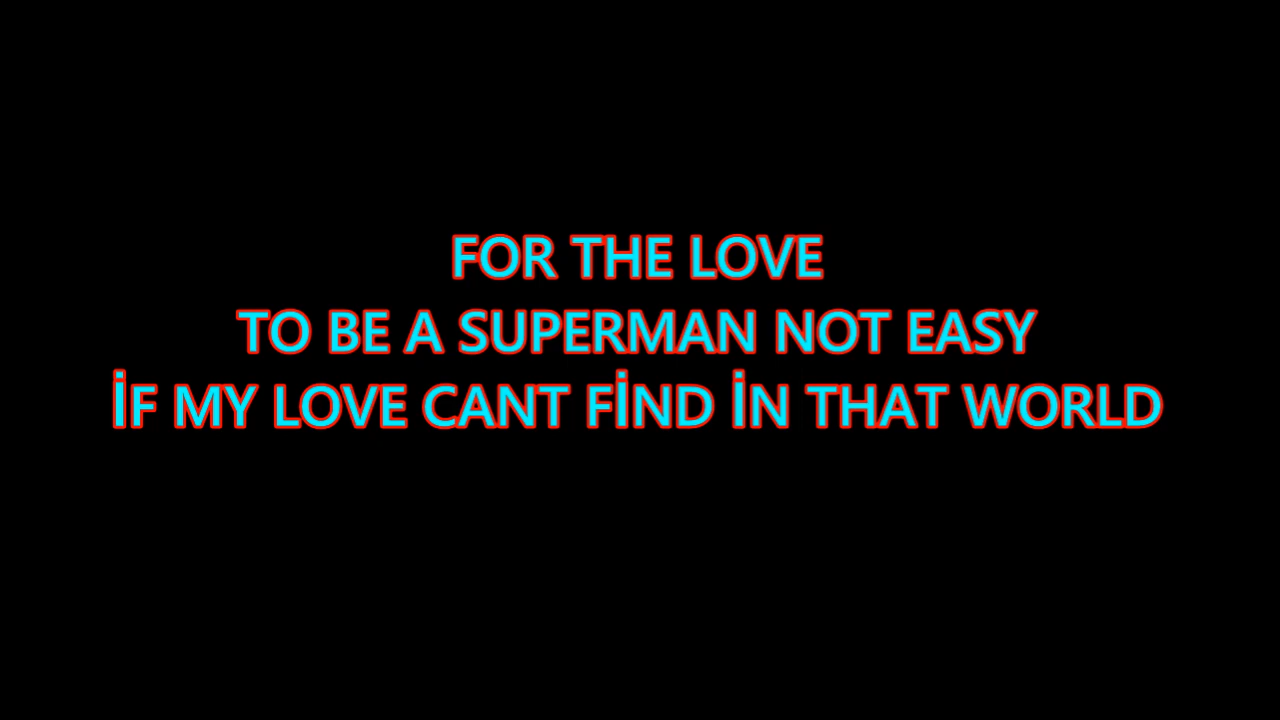 FOR THE LOVE
TO BE A SUPERMAN NOT EASY
İF MY LOVE CANT FİND İN THAT WORLD